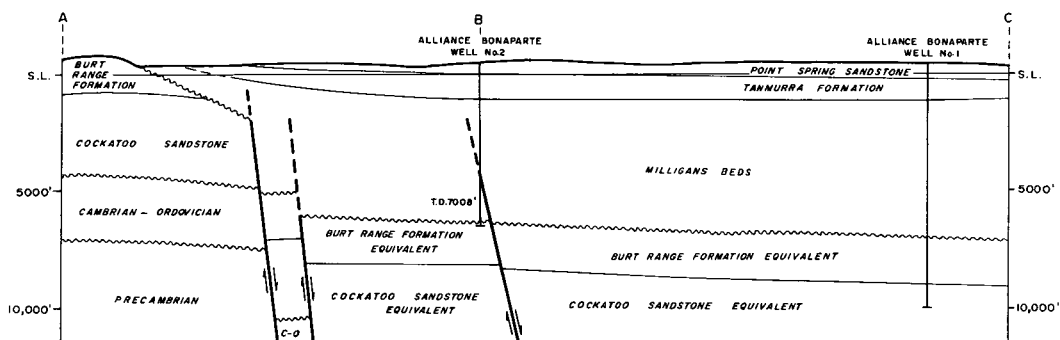 A
B
C
ALLIANCE BONAPARTE
WELL No.2
ALLIANCE BONAPARTE
WELL No.1
BURT
RANGE
FORMATION
S.L.
S.L.
POINT SPRING SANDSTONE
TANMURRA FORMATION
COCKATOO SANDSTONE
MILLIGANS BEDS
5000'
5000'
T.D.7008'
CAMBRIAN - ORDOVICIAN
BURT RANGE FORMATION
EQUIVALENT
BURT RANGE FORMATION EQUIVALENT
PRECAMBRIAN
COCKATOO SANDSTONE
EQUIVALENT
COCKATOO SANDSTONE EQUIVALENT
10,000'
10,000'
C-O